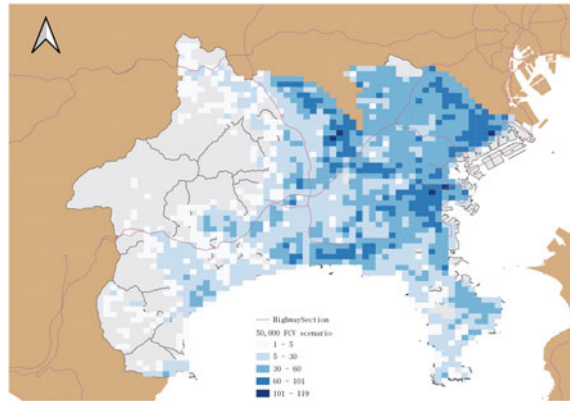 HighwaySection
50,000 FCV scenario
1 - 5
5 - 30
30 - 60
60 - 101
101 - 119